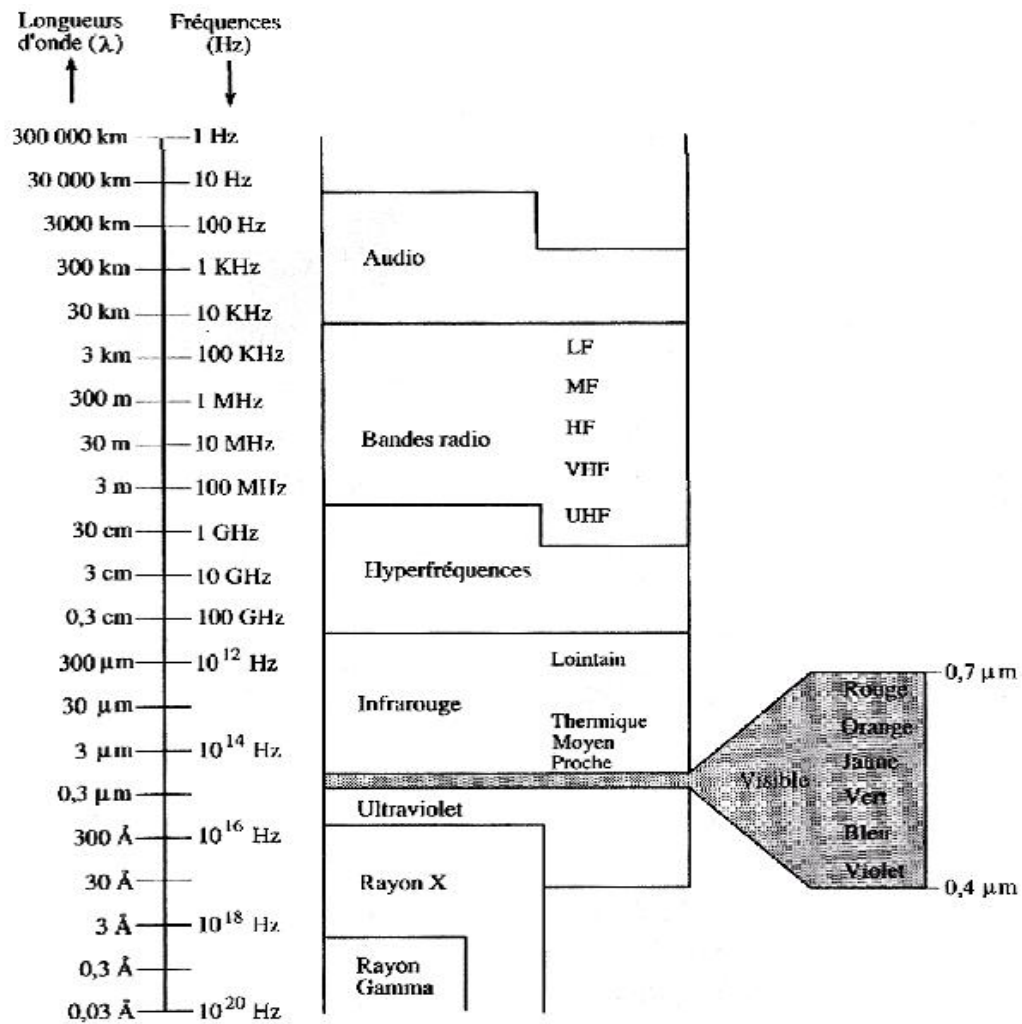 Longueurs
d'onde (λ)
Fréquences
(Hz)
300 000 km
1 Hz
30 000 km
10 Hz
3000 km
100 Hz
300 km
1 KHz
30 km
10 KHz
3 km
100 KHz
300 m
1 MHz
30 m
10 MHz
3 m
100 MHz
30 cm
1 GHz
3 cm
10 GHz
0,3 cm
100 GHz
300 µm
10¹² Hz
30 µm
3 µm
10¹⁴ Hz
0,3 µm
300 Å
10¹⁶ Hz
30 Å
3 Å
10¹⁸ Hz
0,3 Å
0,03 Å
10²⁰ Hz
Audio
Bandes radio
LF
MF
HF
VHF
UHF
Hyperfréquences
Infrarouge
Lointain
Thermique
Moyen
Proche
Ultraviolet
Rayon X
Rayon
Gamma
Visible
0,7 µm
Rouge
Orange
Jaune
Vert
Bleu
Violet
0,4 µm